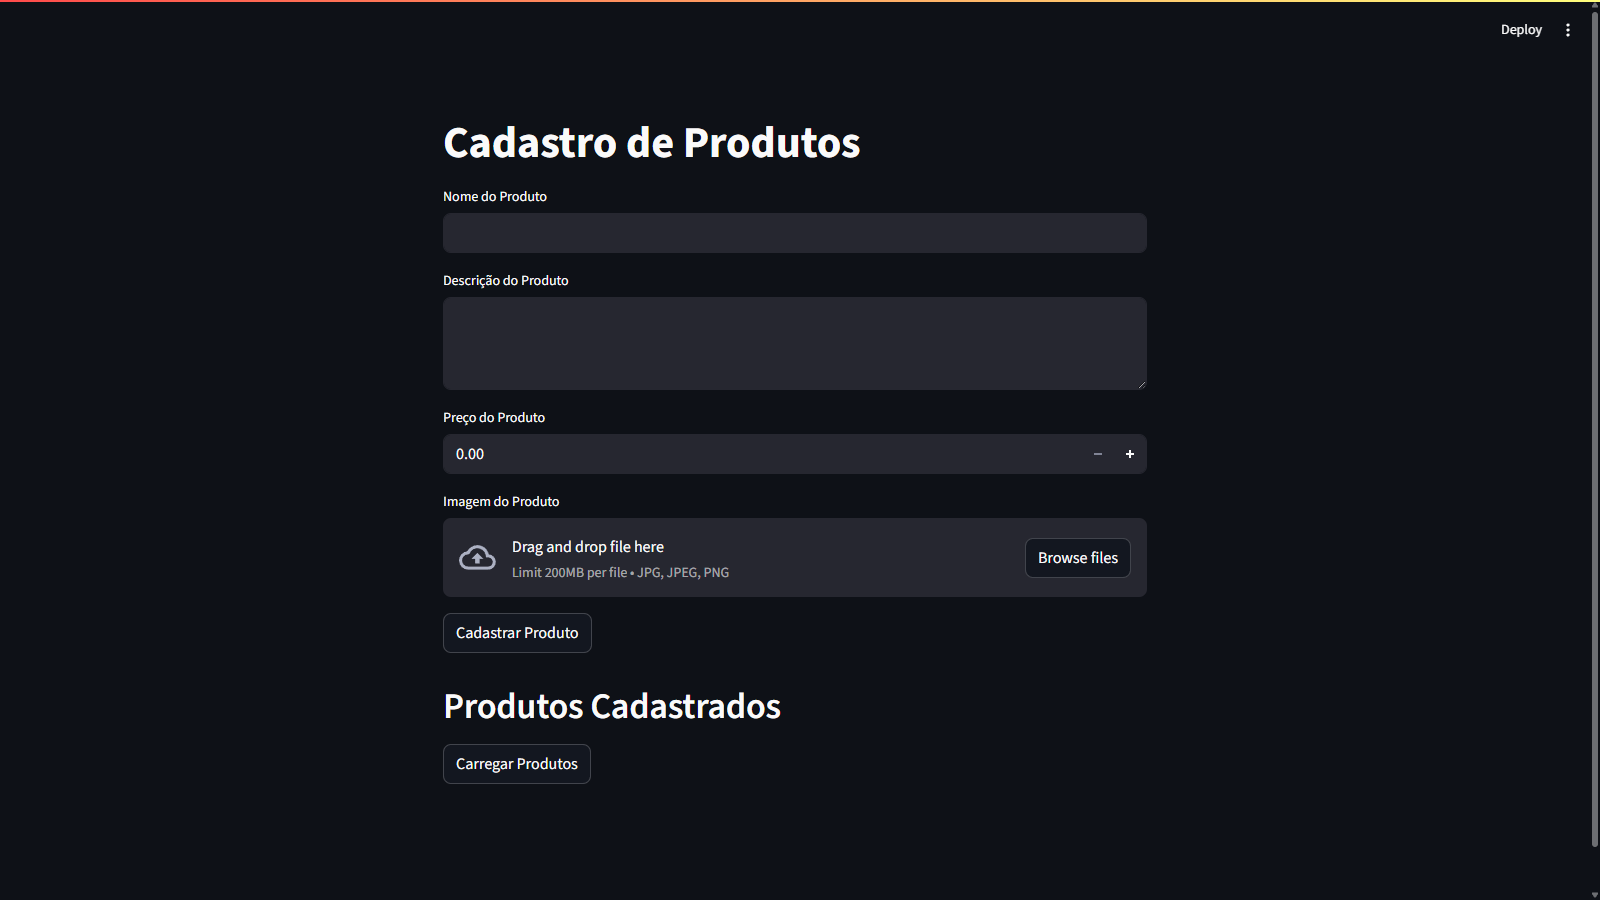 Deploy
Cadastro de Produtos
Nome do Produto
Descrição do Produto
Preço do Produto
0.00
Imagem do Produto
Drag and drop file here
Limit 200MB per file • JPG, JPEG, PNG
Browse files
Cadastrar Produto
Produtos Cadastrados
Carregar Produtos